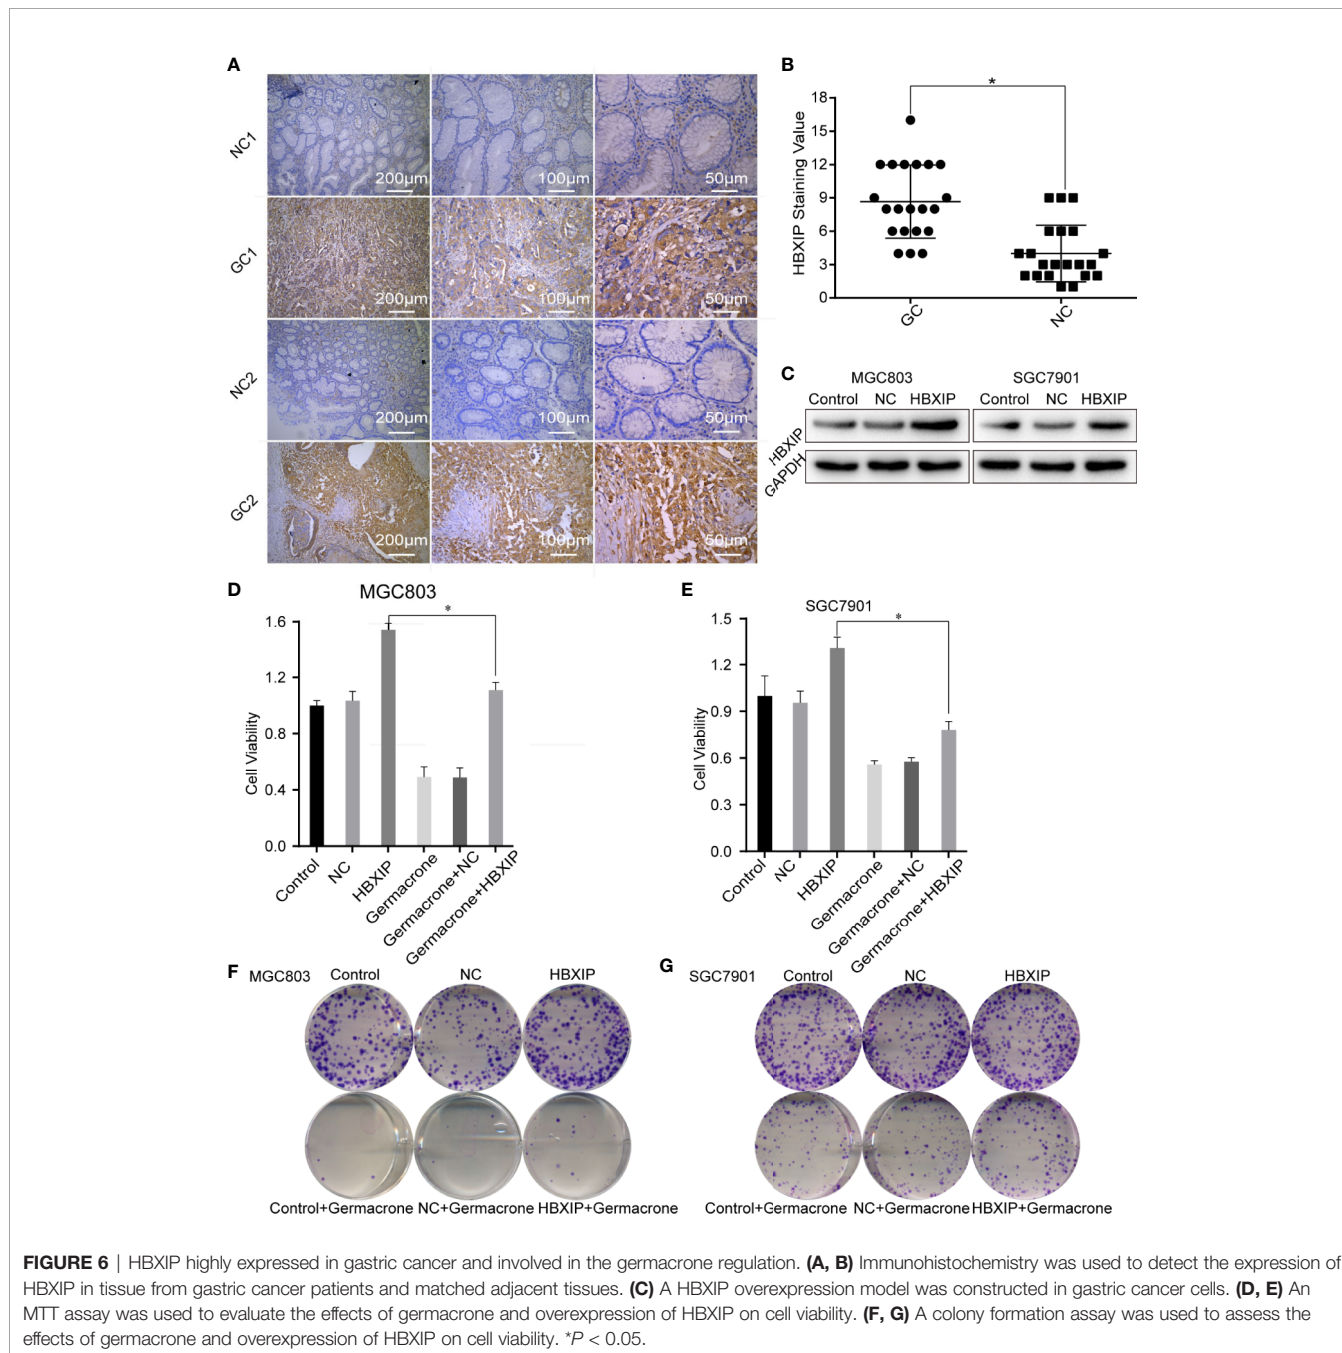 A
NC1
200µm
100µm
50µm
GC1
200µm
100µm
50µm
NC2
200µm
100µm
50µm
GC2
200µm
100µm
50µm
B
*
HBXIP Staining Value
18
15
12
9
6
3
0
GC
NC
C
MGC803
SGC7901
Control NC HBXIP
Control NC HBXIP
HBXIP
GAPDH
D
MGC803
*
Cell Viability
1.6
1.2
0.8
0.4
0.0
Control
NC
HBXIP
Germacrone
Germacrone+NC
Germacrone+HBXIP
E
SGC7901
*
Cell Viability
1.5
1.2
0.9
0.6
0.3
0.0
Control
NC
HBXIP
Germacrone
Germacrone+NC
Germacrone+HBXIP
F
MGC803
Control
NC
HBXIP
Control+Germacrone NC+Germacrone HBXIP+Germacrone
G
SGC7901
Control
NC
HBXIP
Control+Germacrone NC+Germacrone HBXIP+Germacrone
FIGURE 6 | HBXIP highly expressed in gastric cancer and involved in the germacrone regulation. (A, B) Immunohistochemistry was used to detect the expression of
HBXIP in tissue from gastric cancer patients and matched adjacent tissues. (C) A HBXIP overexpression model was constructed in gastric cancer cells. (D, E) An
MTT assay was used to evaluate the effects of germacrone and overexpression of HBXIP on cell viability. (F, G) A colony formation assay was used to assess the
effects of germacrone and overexpression of HBXIP on cell viability. *P < 0.05.